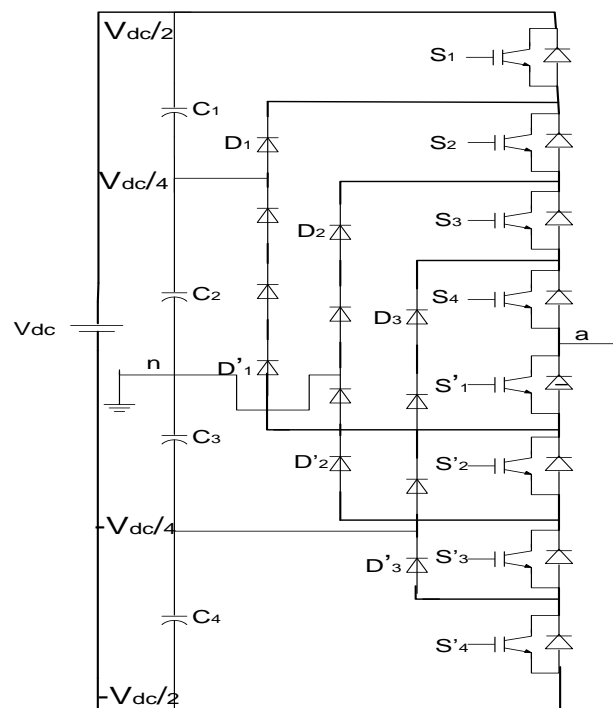 Vdc/2
S1
C1
D1
S2
Vdc/4
D2
S3
C2
D3
S4
Vdc
a
n
D'1
S'1
C3
D'2
S'2
-Vdc/4
D'3
S'3
C4
S'4
-Vdc/2